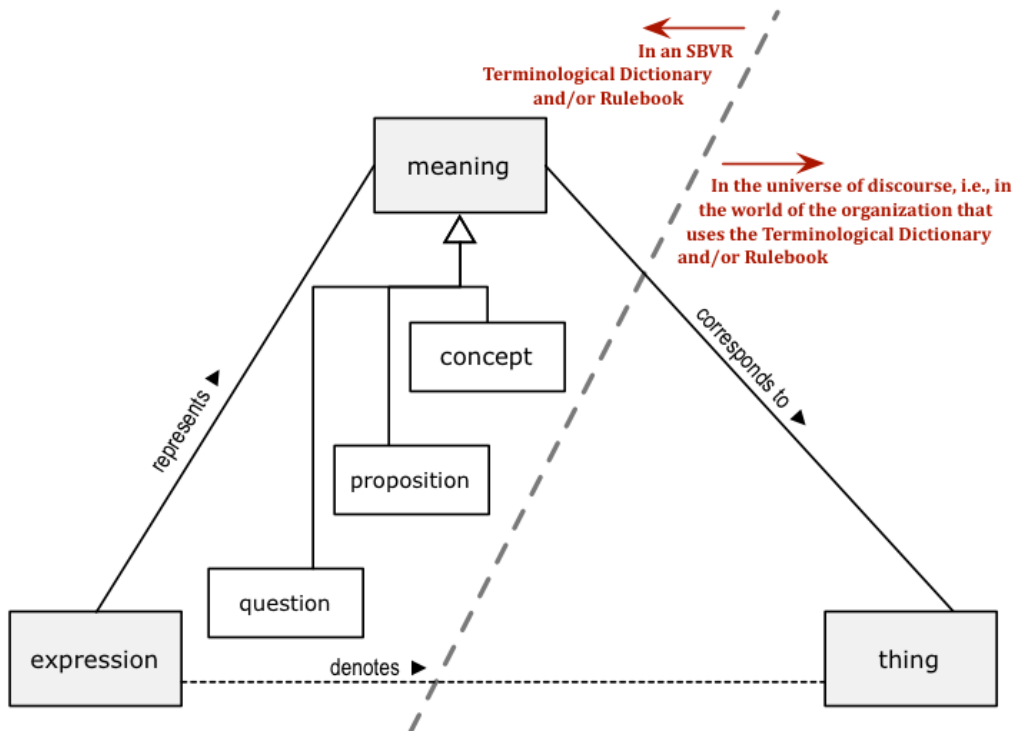 In an SBVR
Terminological Dictionary
and/or Rulebook
meaning
In the universe of discourse, i.e., in
the world of the organization that
uses the Terminological Dictionary
and/or Rulebook
corresponds to ►
concept
represents ►
proposition
question
expression
denotes ►
thing